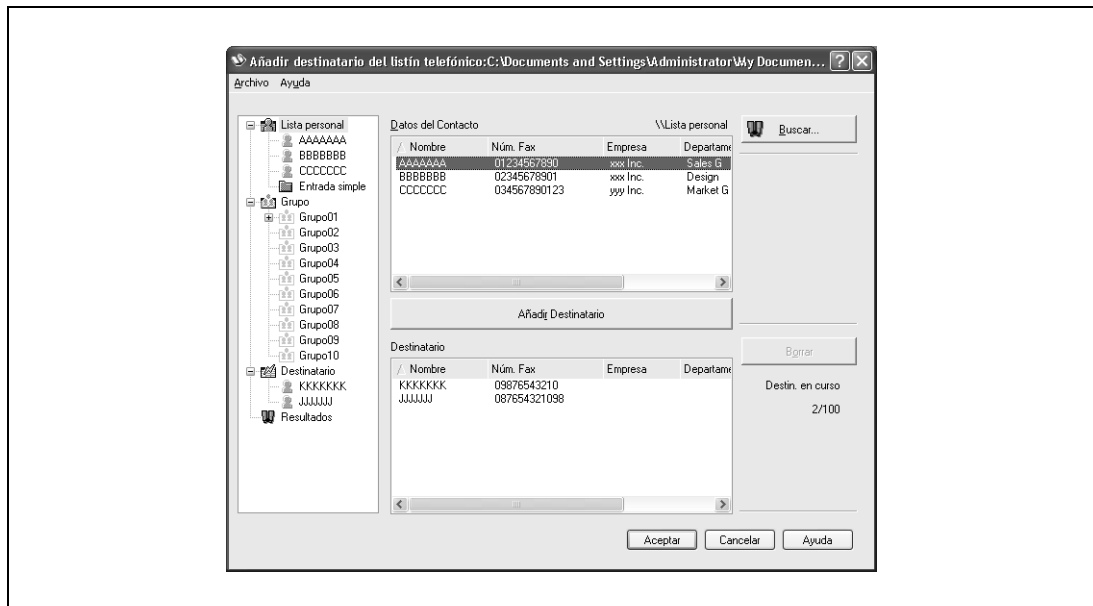 Añadir destinatario del listín telefónico:C:\Documents and Settings\Administrator\My Documen...
Archivo Ayuda
Lista personal
AAAAAAA
BBBBBBB
CCCCCCC
Entrada simple
Grupo
Grupo01
Grupo02
Grupo03
Grupo04
Grupo05
Grupo06
Grupo07
Grupo08
Grupo09
Grupo10
Destinatario
KKKKKKK
JJJJJJJ
Resultados
Datos del Contacto \\Lista personal
/ Nombre Núm. Fax Empresa Departame
AAAAAAA 01234567890 xxx Inc. Sales G
BBBBBBB 02345678901 xxx Inc. Design
CCCCCCC 034567890123 yyy Inc. Market G
Añadir Destinatario
Destinatario
/ Nombre Núm. Fax Empresa Departame
KKKKKKK 09876543210
JJJJJJJ 087654321098
Buscar...
Borrar
Destin. en curso
2/100
Aceptar Cancelar Ayuda